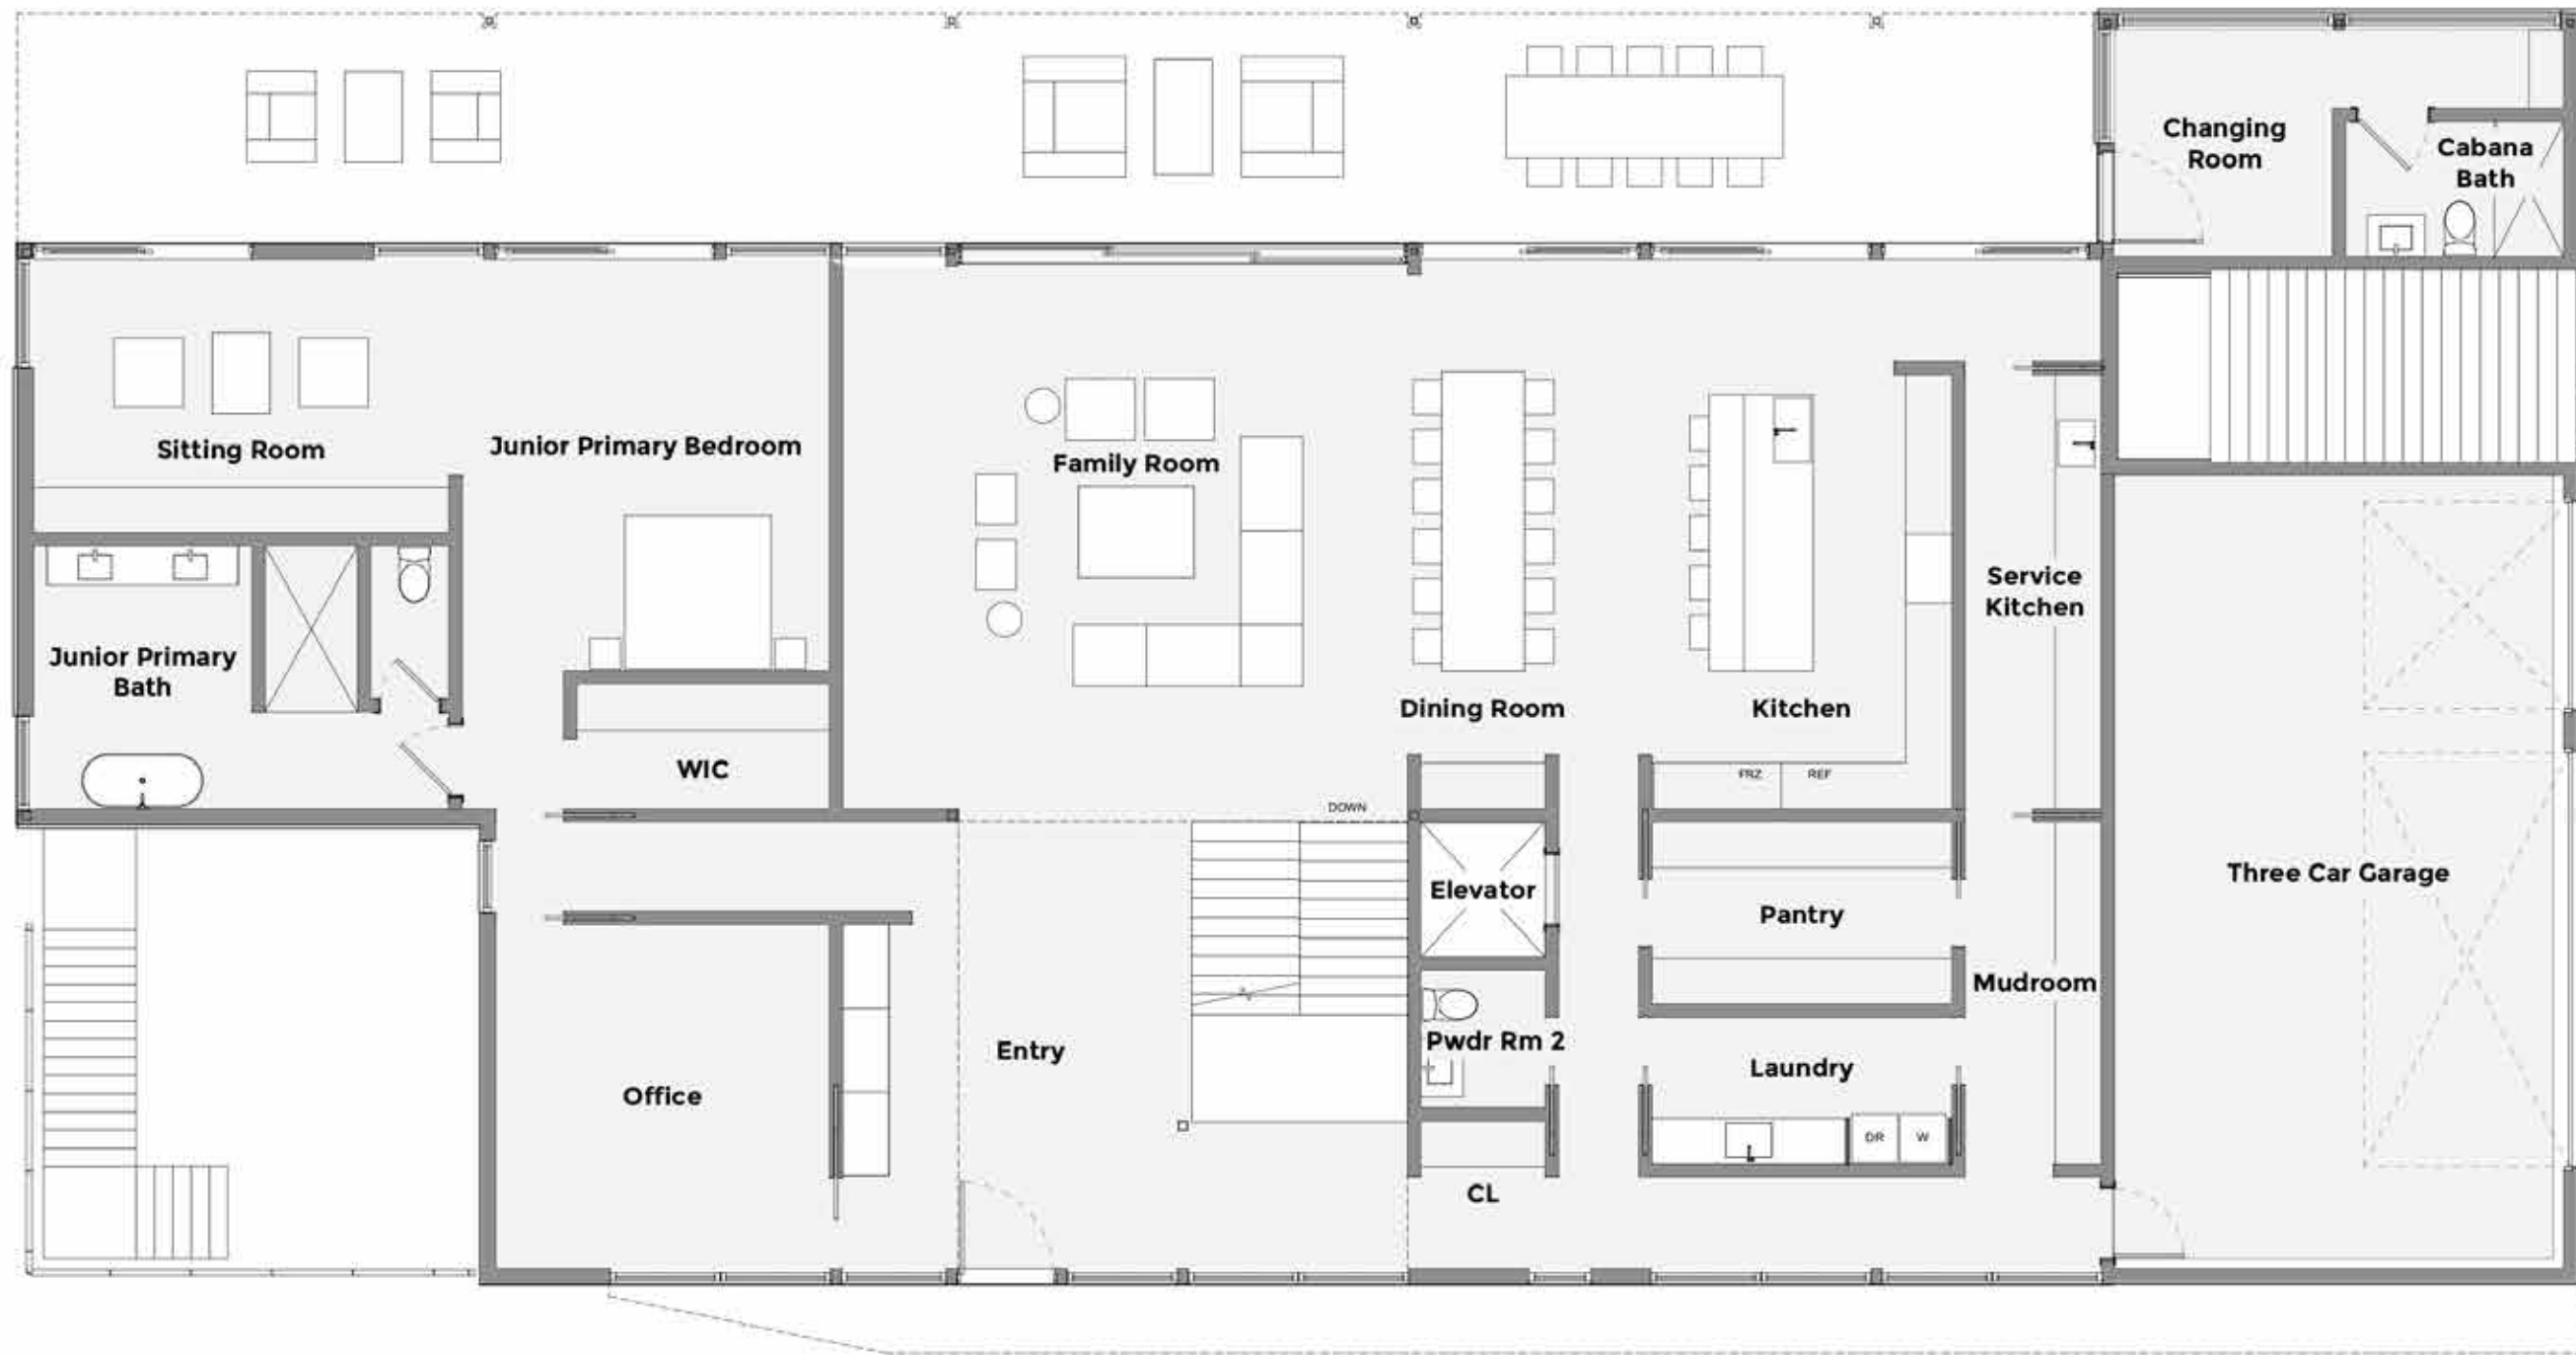 Changing
Room
Cabana
Bath
Sitting Room
Junior Primary Bedroom
Family Room
Service
Kitchen
Junior Primary
Bath
Dining Room
Kitchen
WIC
FRZ
REF
DOWN
Elevator
Pantry
Three Car Garage
Mudroom
Entry
Pwdr Rm 2
Laundry
Office
DR
W
CL